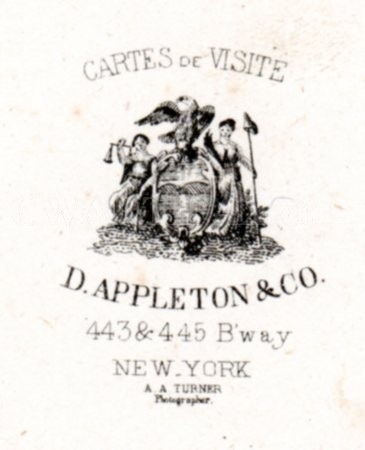 CARTES DE VISITE
D. APPLETON & CO.
443 & 445 B'way
NEW-YORK
A. A. TURNER
Photographer.